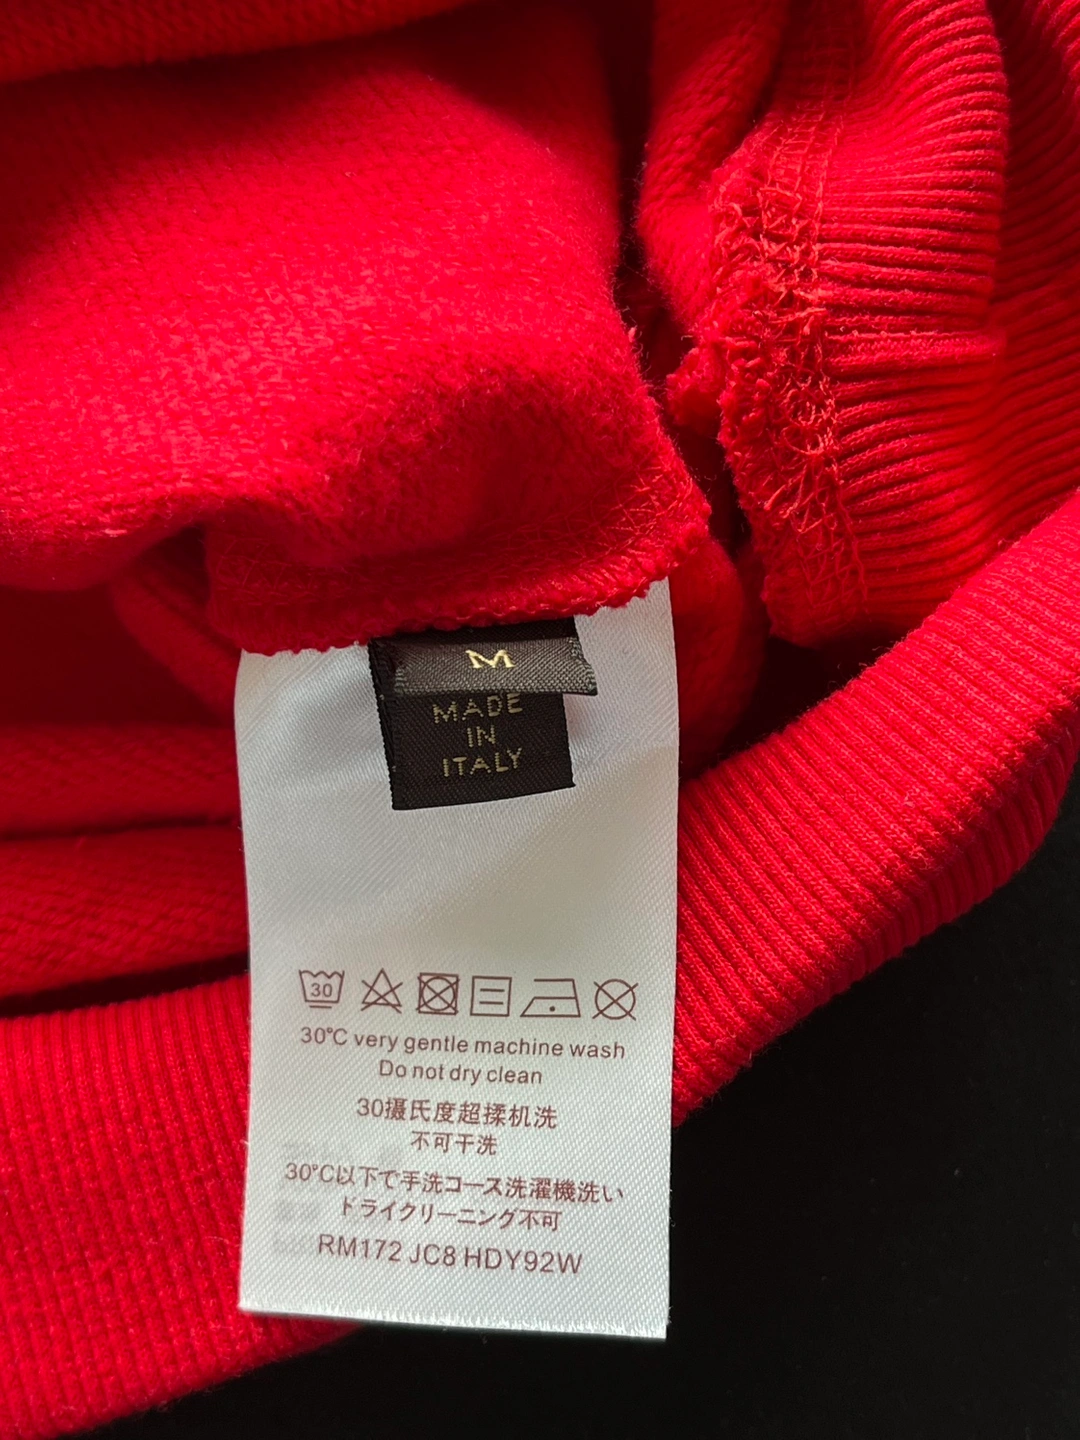 M
MADE
IN
ITALY
30
30°C very gentle machine wash
Do not dry clean
30摄氏度超揉机洗
不可干洗
30℃以下で手洗コース洗濯機洗い
ドライクリーニング不可
RM172 JC8 HDY92W